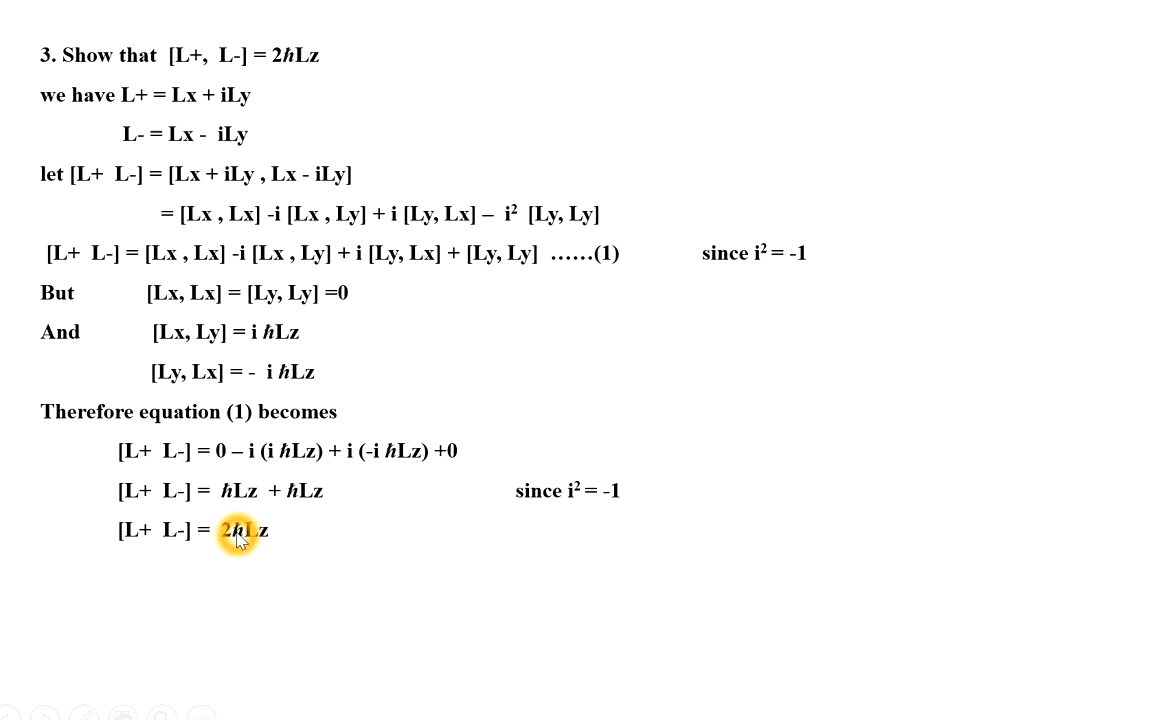 3. Show that [L+, L-] = 2ℏLz
we have L+ = Lx + iLy
L- = Lx - iLy
let [L+ L-] = [Lx + iLy , Lx - iLy]
= [Lx , Lx] -i [Lx , Ly] + i [Ly, Lx] – i² [Ly, Ly]
[L+ L-] = [Lx , Lx] -i [Lx , Ly] + i [Ly, Lx] + [Ly, Ly] ……(1) since i² = -1
But [Lx, Lx] = [Ly, Ly] =0
And [Lx, Ly] = i ℏLz
[Ly, Lx] = - i ℏLz
Therefore equation (1) becomes
[L+ L-] = 0 – i (i ℏLz) + i (-i ℏLz) +0
[L+ L-] = ℏLz + ℏLz since i² = -1
[L+ L-] = 2ℏLz